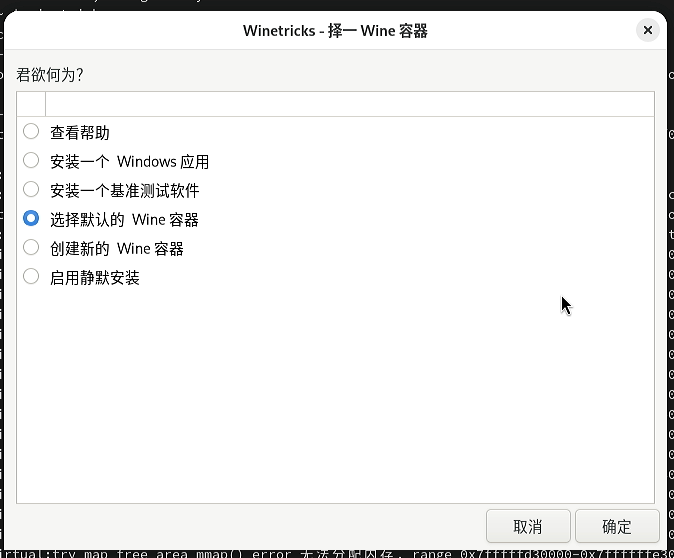 Winetricks - 择一 Wine 容器
君欲何为？
查看帮助
安装一个 Windows 应用
安装一个基准测试软件
选择默认的 Wine 容器
创建新的 Wine 容器
启用静默安装
取消 确定
irtual:try_map_free_area mmap() error 无法分配内存, range 0x7fffffd30000-0x7ffffffe30